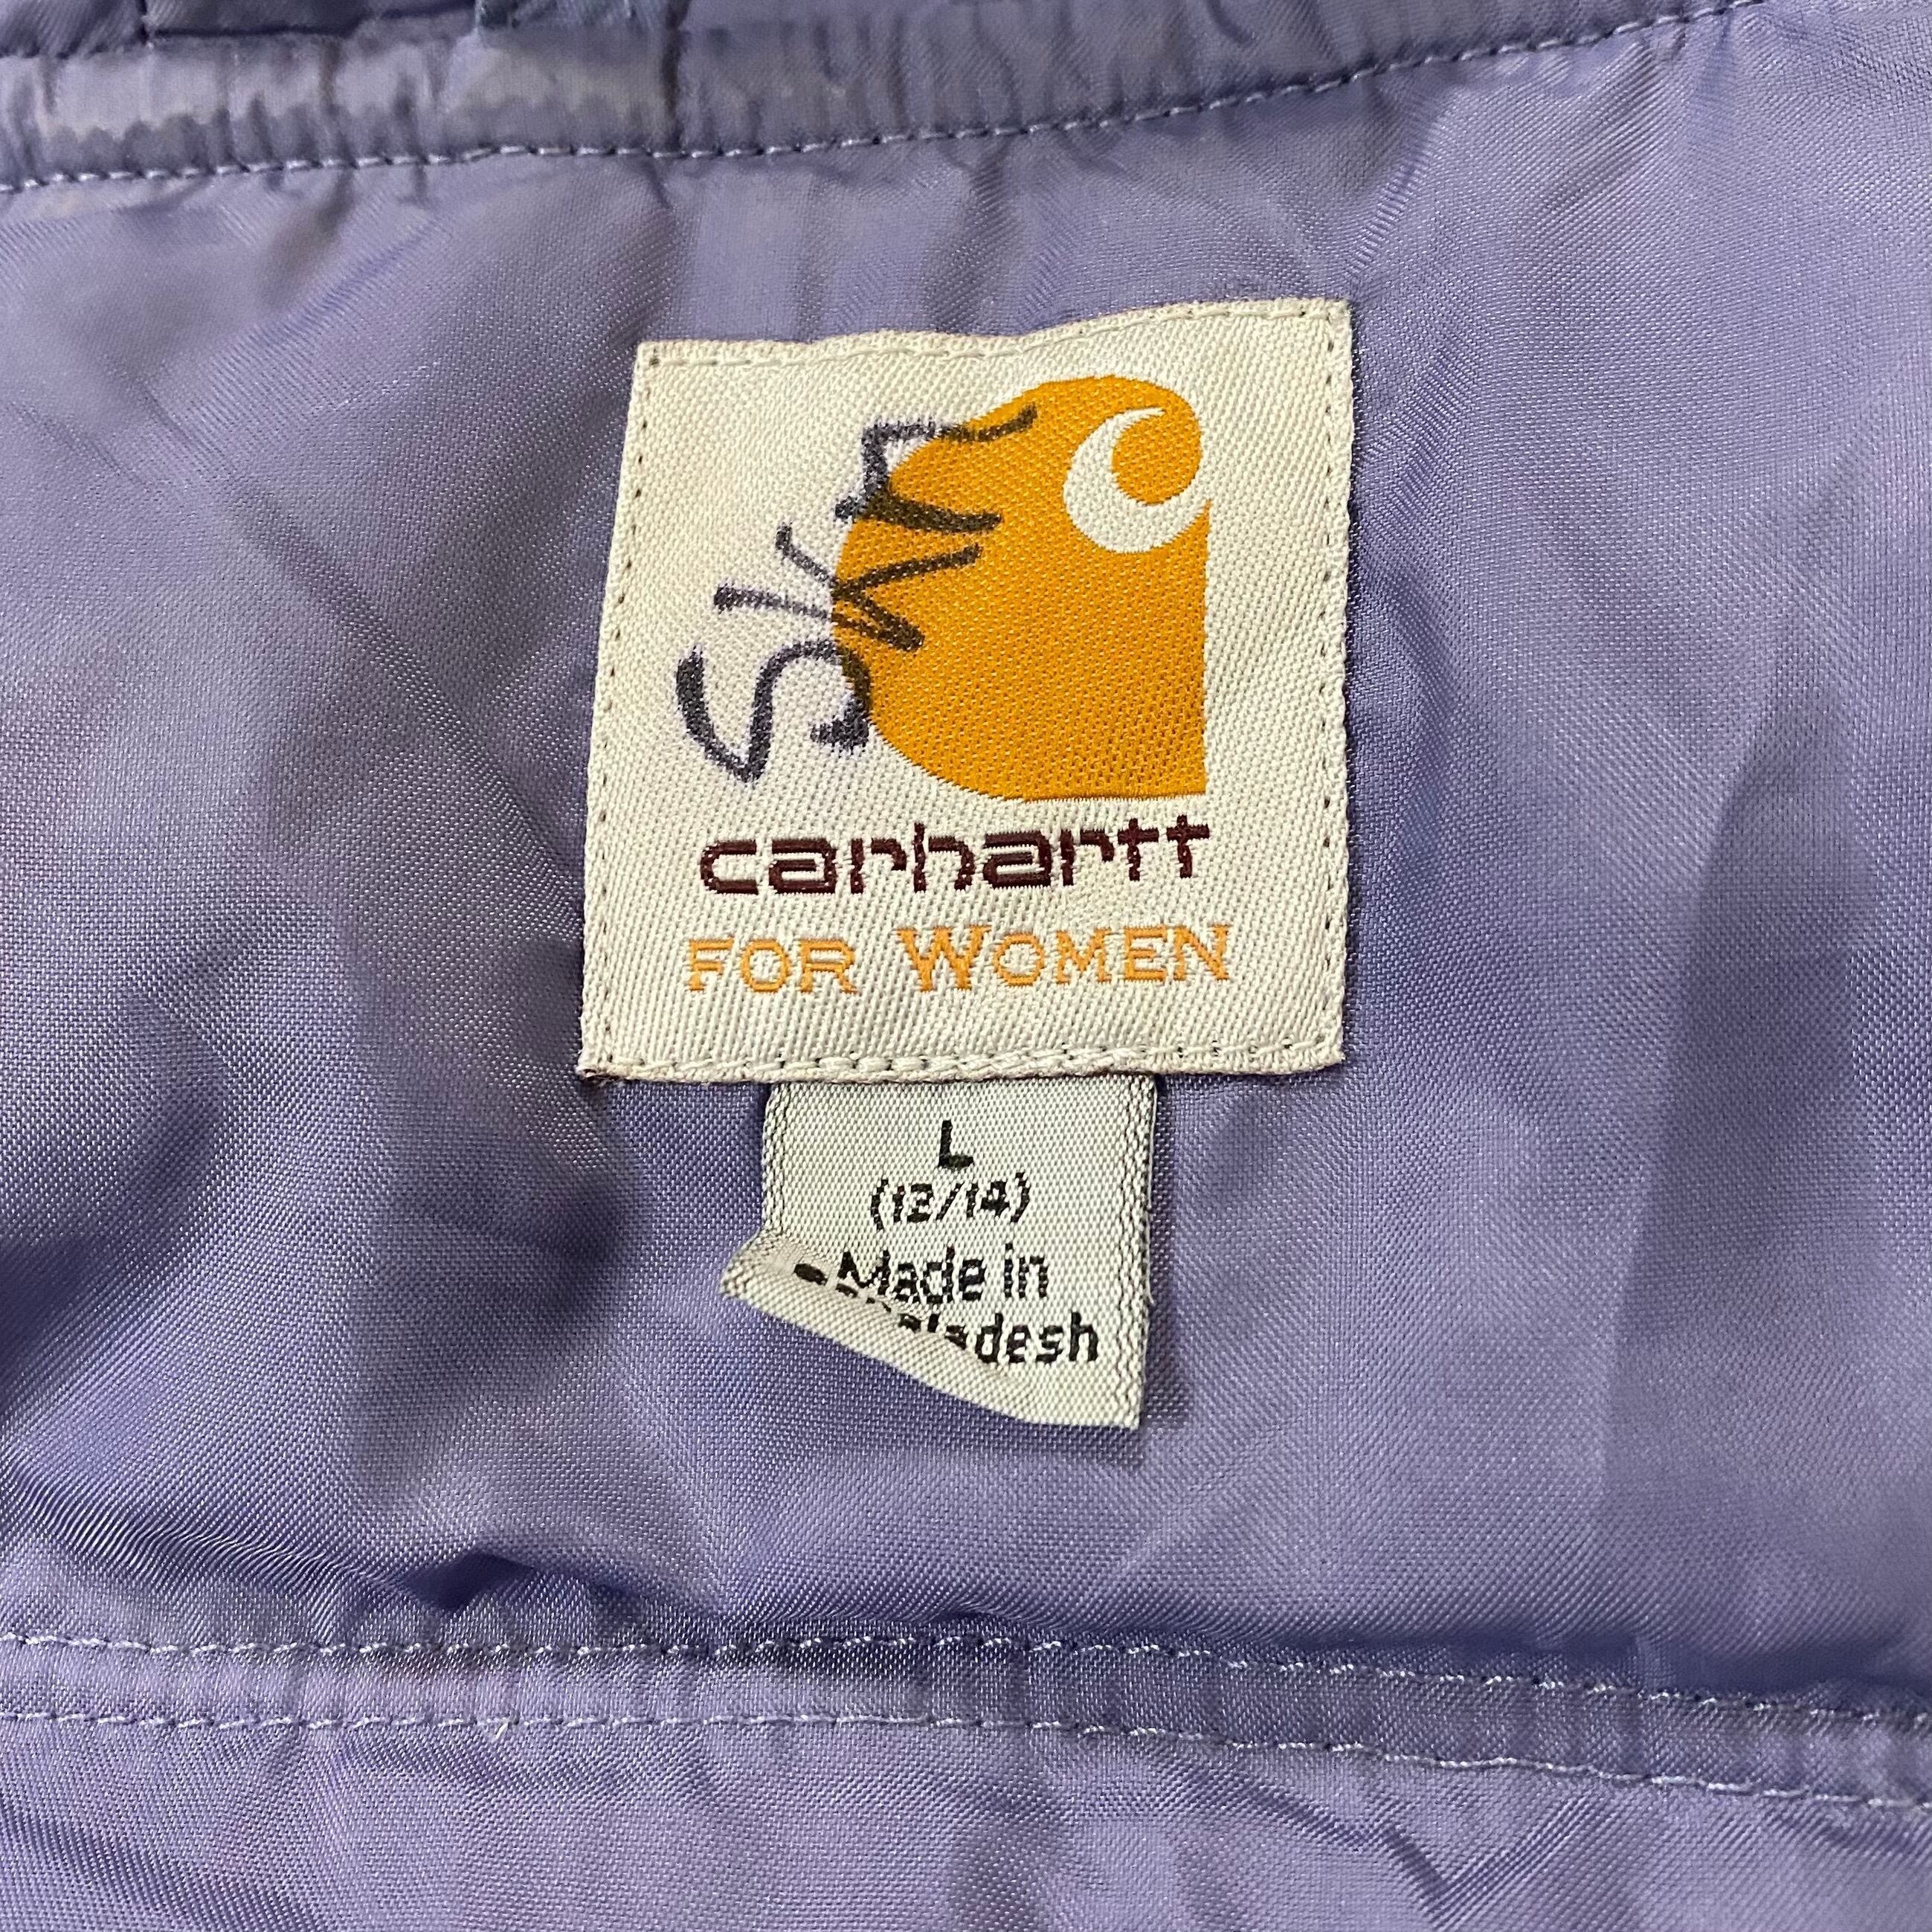 carhartt
FOR WOMEN
L
(12/14)
Made in